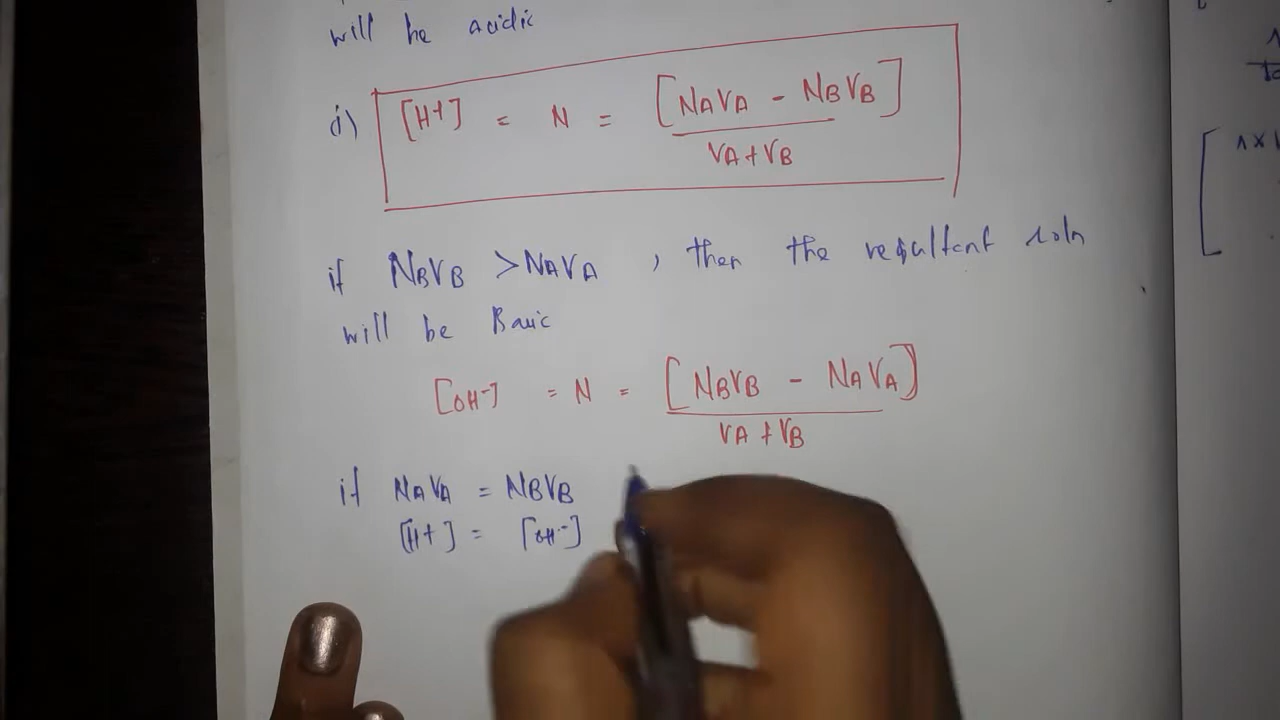 will be acidic
i) [H+] = N = [NAVA - NBVB]
VA+VB
if NBVB >NAVA , then the resultant soln
will be Basic
[OH-] = N = [NBVB - NAVA]
VA+VB
if NAVA = NBVB
[H+] = [OH-]